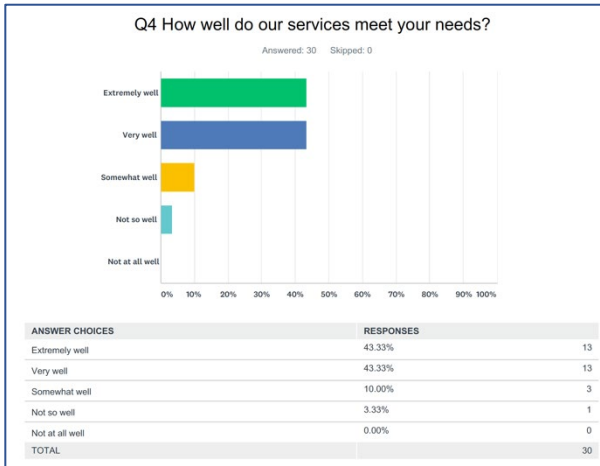 Q4 How well do our services meet your needs?
Answered: 30 Skipped: 0
Extremely well
Very well
Somewhat well
Not so well
Not at all well
0% 10% 20% 30% 40% 50% 60% 70% 80% 90% 100%
ANSWER CHOICES RESPONSES
Extremely well 43.33% 13
Very well 43.33% 13
Somewhat well 10.00% 3
Not so well 3.33% 1
Not at all well 0.00% 0
TOTAL 30